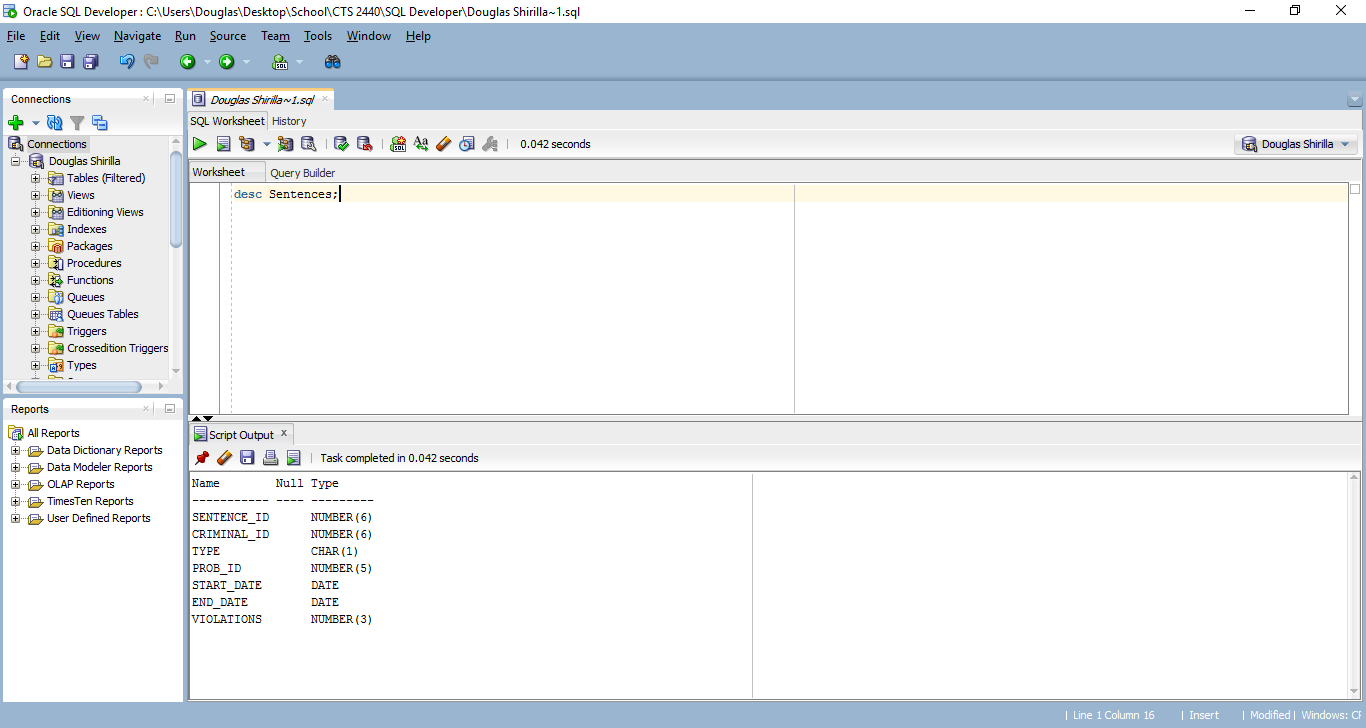 Oracle SQL Developer : C:\Users\Douglas\Desktop\School\CTS 2440\SQL Developer\Douglas Shirilla~1.sql
File Edit View Navigate Run Source Team Tools Window Help
Connections
Connections
Douglas Shirilla
Tables (Filtered)
Views
Editioning Views
Indexes
Packages
Procedures
Functions
Queues
Queues Tables
Triggers
Crossedition Triggers
Types
Reports
All Reports
Data Dictionary Reports
Data Modeler Reports
OLAP Reports
TimesTen Reports
User Defined Reports
Douglas Shirilla~1.sql
SQL Worksheet History
0.042 seconds
Douglas Shirilla
Worksheet Query Builder
desc Sentences;
Script Output
Task completed in 0.042 seconds
Name Null Type
----------- ---- ---------
SENTENCE_ID NUMBER(6)
CRIMINAL_ID NUMBER(6)
TYPE CHAR(1)
PROB_ID NUMBER(5)
START_DATE DATE
END_DATE DATE
VIOLATIONS NUMBER(3)
| Line 1 Column 16 | Insert | Modified | Windows: CF